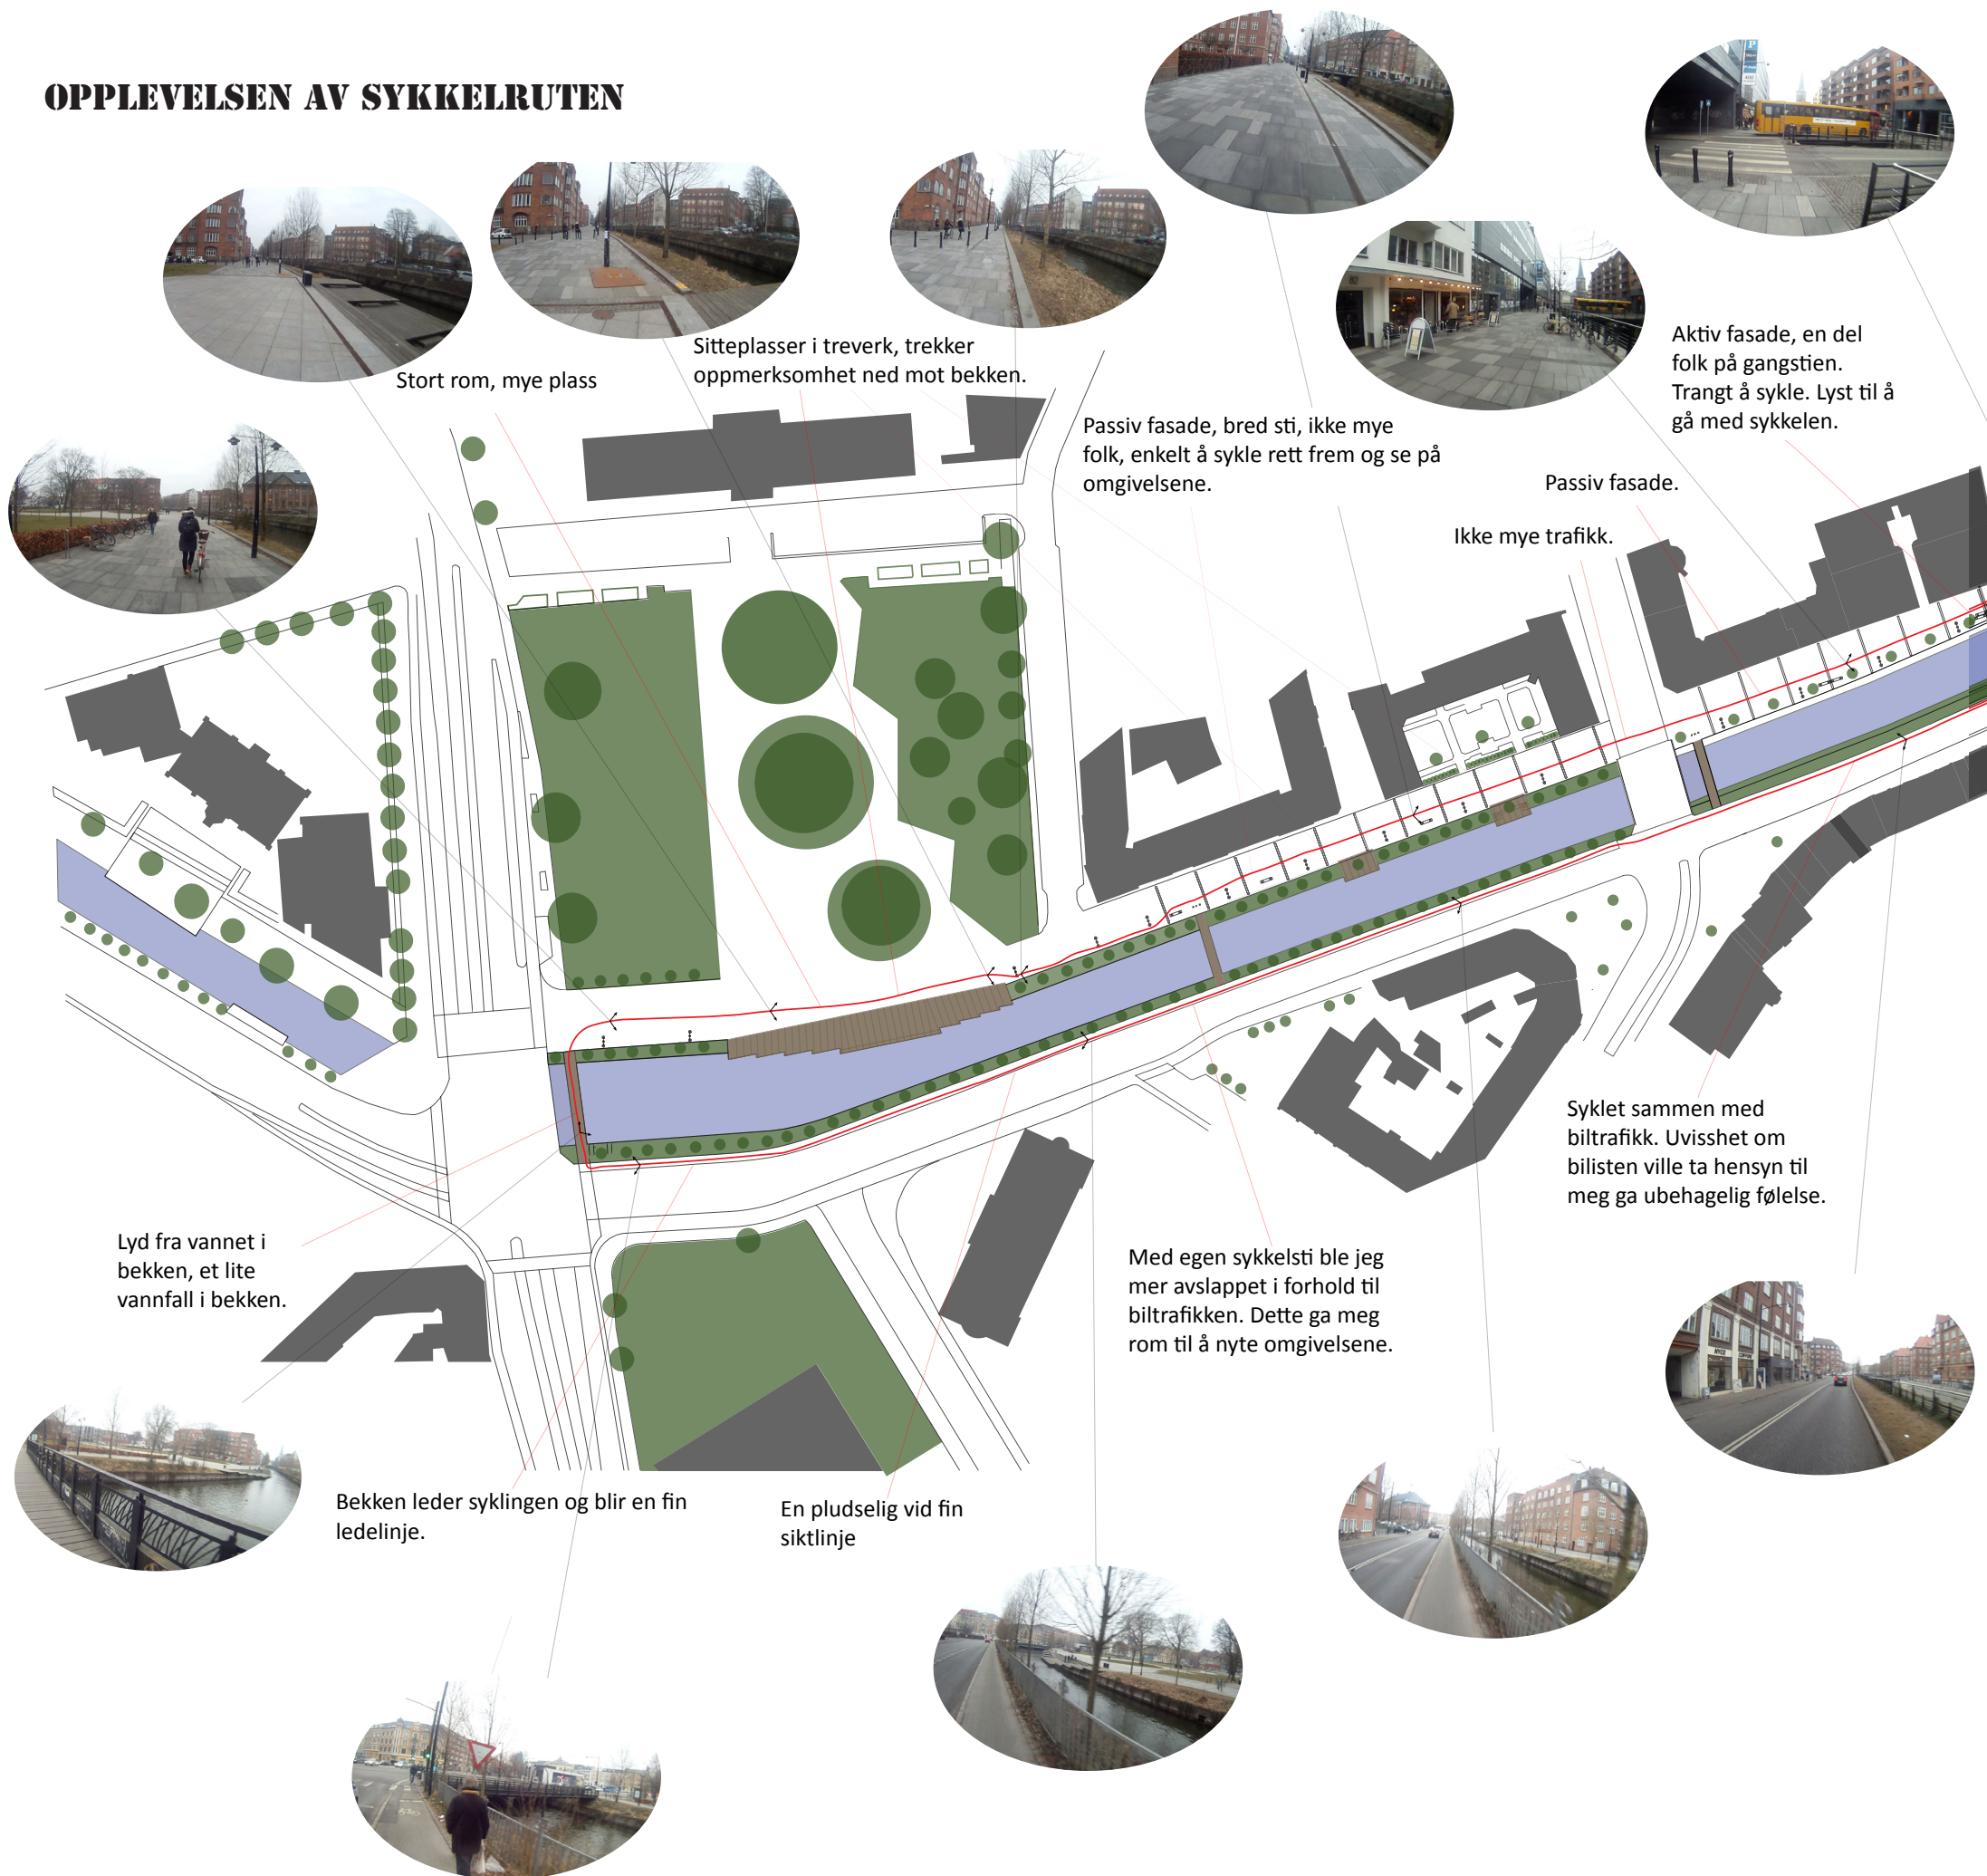 OPPLEVELSEN AV SYKKELRUTEN
Stort rom, mye plass
Sitteplasser i treverk, trekker
oppmerksomhet ned mot bekken.
Passiv fasade, bred sti, ikke mye
folk, enkelt å sykle rett frem og se på
omgivelsene.
Aktiv fasade, en del
folk på gangstien.
Trangt å sykle. Lyst til å
gå med sykkelen.
Passiv fasade.
Ikke mye trafikk.
Syklet sammen med
biltrafikk. Uvisshet om
bilisten ville ta hensyn til
meg ga ubehagelig følelse.
Lyd fra vannet i
bekken, et lite
vannfall i bekken.
Med egen sykkelsti ble jeg
mer avslappet i forhold til
biltrafikken. Dette ga meg
rom til å nyte omgivelsene.
Bekken leder syklingen og blir en fin
ledelinje.
En pludselig vid fin
siktlinje
P